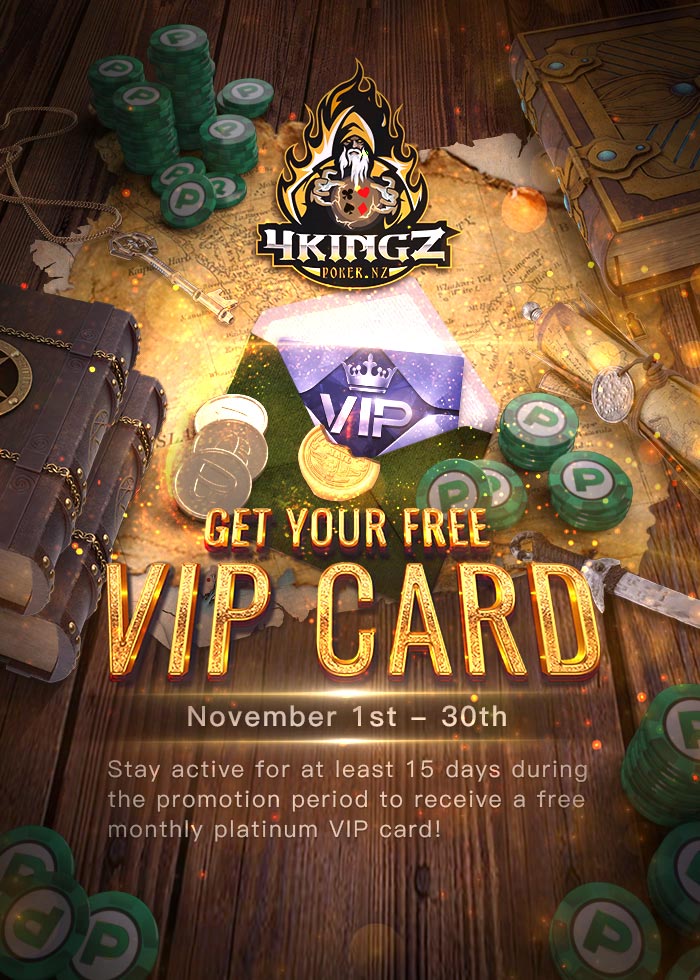 4KINGZ
POKER.NZ
VIP
GET YOUR FREE
VIP CARD
November 1st – 30th
Stay active for at least 15 days during
the promotion period to receive a free
monthly platinum VIP card!
P
P
P
P
P
P
P
P
P
P
P
P